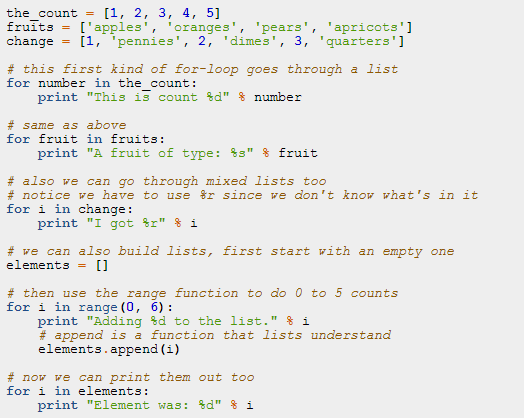 the_count = [1, 2, 3, 4, 5]
fruits = ['apples', 'oranges', 'pears', 'apricots']
change = [1, 'pennies', 2, 'dimes', 3, 'quarters']

# this first kind of for-loop goes through a list
for number in the_count:
    print "This is count %d" % number

# same as above
for fruit in fruits:
    print "A fruit of type: %s" % fruit

# also we can go through mixed lists too
# notice we have to use %r since we don't know what's in it
for i in change:
    print "I got %r" % i

# we can also build lists, first start with an empty one
elements = []

# then use the range function to do 0 to 5 counts
for i in range(0, 6):
    print "Adding %d to the list." % i
    # append is a function that lists understand
    elements.append(i)

# now we can print them out too
for i in elements:
    print "Element was: %d" % i